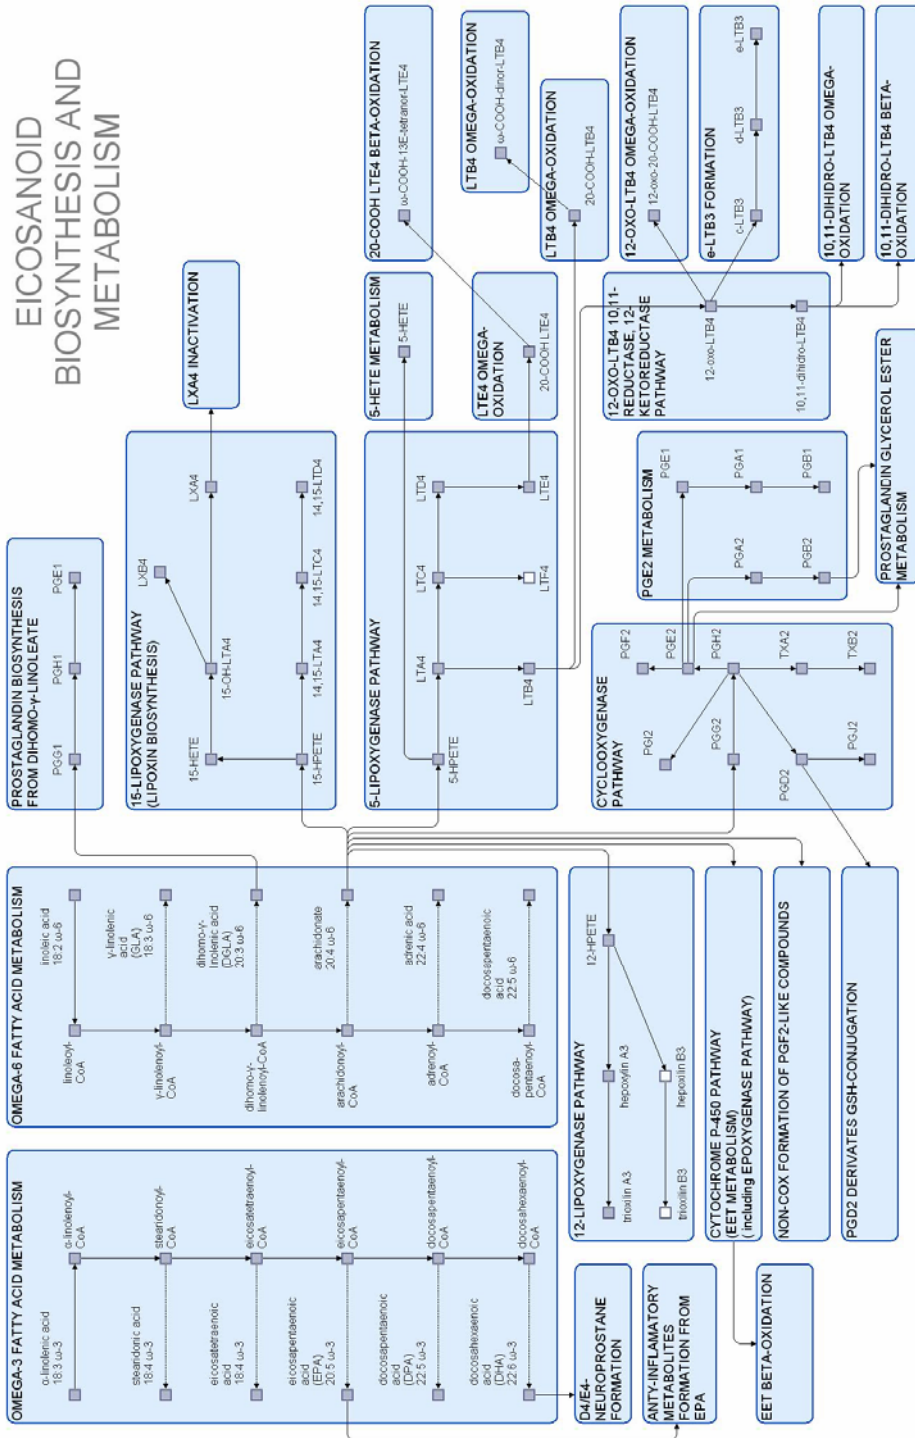 EICOSANOID
BIOSYNTHESIS AND
METABOLISM
OMEGA-3 FATTY ACID METABOLISM
α-linolenic acid
18:3 ω-3
α-linolenoyl-
CoA
stearidonic acid
18:4 ω-3
stearidonoyl-
CoA
eicosatetraenoic
acid
18:4 ω-3
eicosatetraenoyl-
CoA
eicosapentaenoic
acid
(EPA)
20:5 ω-3
eicosapentaenoyl-
CoA
docosapentaenoic
acid
(DPA)
22:5 ω-3
docosapentaenoyl-
CoA
docosahexaenoic
acid
(DHA)
22:6 ω-3
docosahexaenoyl-
CoA
D4/E4-
NEUROPROSTANE
FORMATION
ANTY-INFLAMATORY
METABOLITES
FORMATION FROM
EPA
EET BETA-OXIDATION
OMEGA-6 FATTY ACID METABOLISM
linoleoyl-
CoA
linoleic acid
18:2 ω-6
γ-linolenoyl-
CoA
γ-linolenic
acid
(GLA)
18:3 ω-6
dihomo-γ-
linolenoyl-CoA
dihomo-γ-
linolenic acid
(DGLA)
20:3 ω-6
arachidonoyl-
CoA
arachidonate
20:4 ω-6
adrenoyl-
CoA
adrenic acid
22:4 ω-6
docosa-
pentaenoyl-
CoA
docosapentaenoic
acid
22:5 ω-6
12-LIPOXYGENASE PATHWAY
12-HPETE
hepoxylin A3
trioxilin A3
hepoxilin B3
trioxilin B3
CYTOCHROME P-450 PATHWAY
(EET METABOLISM)
( including EPOXYGENASE PATHWAY)
NON-COX FORMATION OF PGF2-LIKE COMPOUNDS
PGD2 DERIVATES GSH-CONJUGATION
PROSTAGLANDIN BIOSYNTHESIS
FROM DIHOMO-γ-LINOLEATE
PGG1
PGH1
PGE1
15-LIPOXYGENASE PATHWAY
(LIPOXIN BIOSYNTHESIS)
LXB4
15-HETE
15-OH-LTA4
LXA4
15-HPETE
14,15-LTA4
14,15-LTC4
14,15-LTD4
LXA4 INACTIVATION
5-LIPOXYGENASE PATHWAY
5-HPETE
LTA4
LTC4
LTD4
LTB4
LTF4
LTE4
5-HETE METABOLISM
5-HETE
LTE4 OMEGA-
OXIDATION
20-COOH LTE4
20-COOH LTE4 BETA-OXIDATION
ω-COOH-13E-tetranor-LTE4
LTB4 OMEGA-OXIDATION
ω-COOH-dinor-LTB4
LTB4 OMEGA-OXIDATION
20-COOH-LTB4
12-OXO-LTB4 OMEGA-OXIDATION
12-oxo-20-COOH-LTB4
e-LTB3 FORMATION
c-LTB3
d-LTB3
e-LTB3
12-OXO-LTB4 10,11-
REDUCTASE, 12-
KETOREDUCTASE
PATHWAY
12-oxo-LTB4
10,11-dihidro-LTB4
10,11-DIHIDRO-LTB4 OMEGA-
OXIDATION
10,11-DIHIDRO-LTB4 BETA-
OXIDATION
CYCLOOXYGENASE
PATHWAY
PGF2
PGI2
PGE2
PGG2
PGH2
PGD2
TXA2
PGJ2
TXB2
PGE2 METABOLISM
PGE1
PGA2
PGA1
PGB2
PGB1
PROSTAGLANDIN GLYCEROL ESTER
METABOLISM